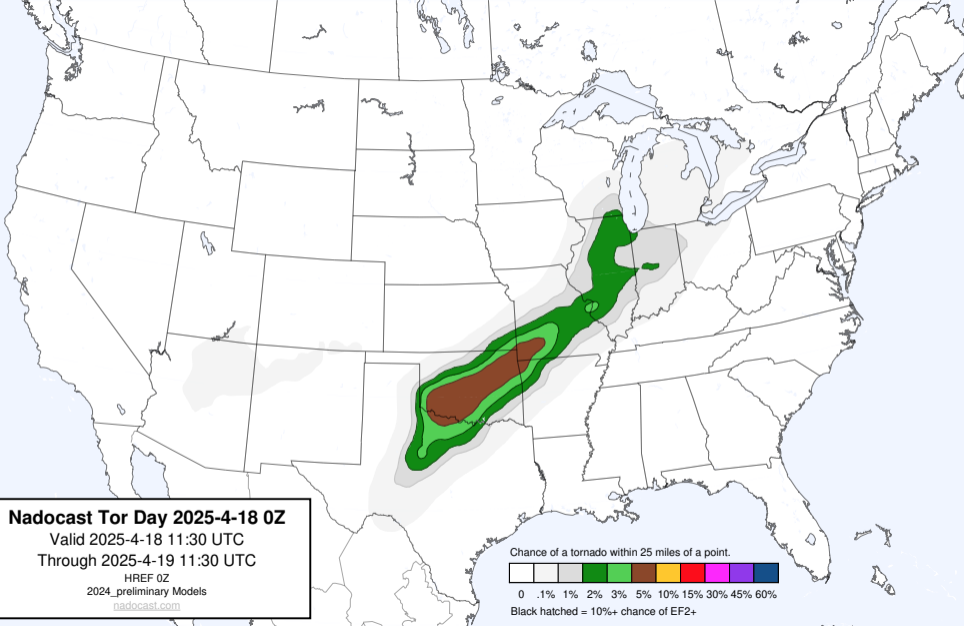 Nadocast Tor Day 2025-4-18 0Z
Valid 2025-4-18 11:30 UTC
Through 2025-4-19 11:30 UTC
HREF 0Z
2024_preliminary Models
nadocast.com
Chance of a tornado within 25 miles of a point.
0 .1% 1% 2% 3% 5% 10% 15% 30% 45% 60%
Black hatched = 10%+ chance of EF2+